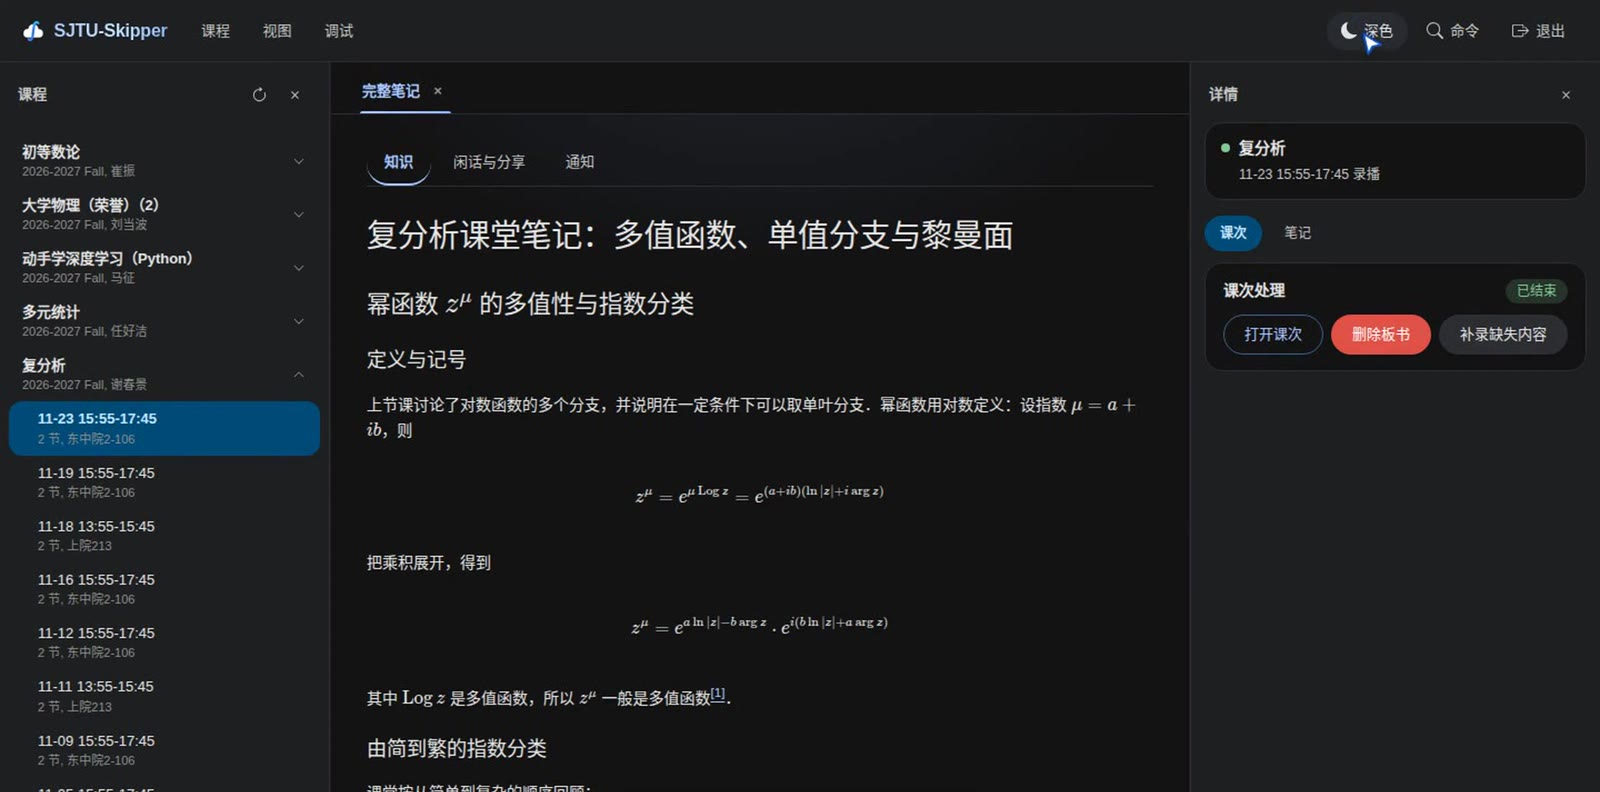 SJTU-Skipper 课程 视图 调试 深色 命令 退出
课程
初等数论
2026-2027 Fall, 崔振
大学物理（荣誉）(2)
2026-2027 Fall, 刘当波
动手学深度学习（Python）
2026-2027 Fall, 马征
多元统计
2026-2027 Fall, 任好洁
复分析
2026-2027 Fall, 谢春景
11-23 15:55-17:45
2 节, 东中院2-106
11-19 15:55-17:45
2 节, 东中院2-106
11-18 13:55-15:45
2 节, 上院213
11-16 15:55-17:45
2 节, 东中院2-106
11-12 15:55-17:45
2 节, 东中院2-106
11-11 13:55-15:45
2 节, 上院213
11-09 15:55-17:45
2 节, 东中院2-106
完整笔记 ×
知识 闲话与分享 通知
复分析课堂笔记：多值函数、单值分支与黎曼面
幂函数 z^μ 的多值性与指数分类
定义与记号
上节课讨论了对数函数的多个分支，并说明在一定条件下可以取单叶分支．幂函数用对数定义：设指数 μ = a +
ib，则
z^μ = e^{μ Log z} = e^{(a+ib)(ln |z|+i arg z)}
把乘积展开，得到
z^μ = e^{a ln |z|−b arg z} · e^{i(b ln |z|+a arg z)}
其中 Log z 是多值函数，所以 z^μ 一般是多值函数[1]．
由简到繁的指数分类
课堂按从简单到复杂的顺序回顾：
详情
复分析
11-23 15:55-17:45 录播
课次 笔记
课次处理 已结束
打开课次 删除板书 补录缺失内容